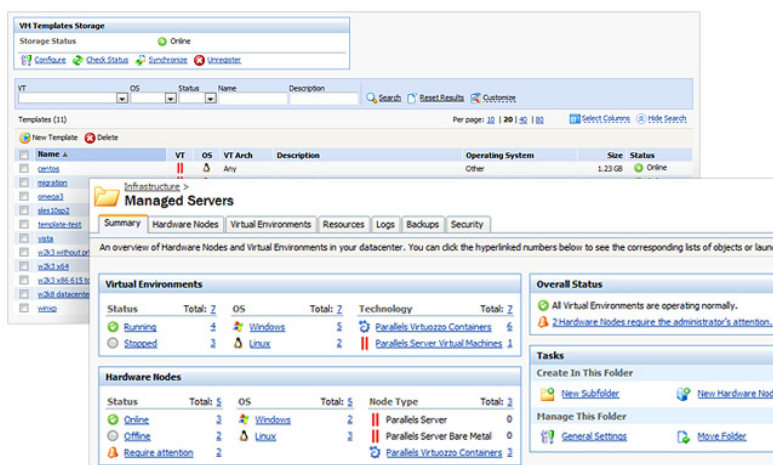 VM Templates Storage
Storage Status Online
Configure Check Status Synchronize Unregister
VT OS Status Name Description
Search Reset Results Customize
Templates (11) Per page: 10 | 20 | 40 | 80 Select Columns Hide Search
New Template Delete
Name VT OS VT Arch Description Operating System Size Status
centos Any Other 1.23 GB Online
migration
omega3
sles10sp2
template-test
vista
w2k3 without
w2k3 x64
w2k3 x86-615
w2k8 datacente
winxp
Infrastructure >
Managed Servers
Summary Hardware Nodes Virtual Environments Resources Logs Backups Security
An overview of Hardware Nodes and Virtual Environments in your datacenter. You can click the hyperlinked numbers below to see the corresponding lists of objects or laun
Virtual Environments
Status Total: 7 OS Total: 7 Technology Total: 7
Running 4 Windows 5 Parallels Virtuozzo Containers 6
Stopped 3 Linux 2 Parallels Server Virtual Machines 1
Hardware Nodes
Status Total: 5 OS Total: 5 Node Type Total: 3
Online 3 Windows 2 Parallels Server 0
Offline 2 Linux 3 Parallels Server Bare Metal 0
Require attention 2 Parallels Virtuozzo Containers 3
Overall Status
All Virtual Environments are operating normally.
2 Hardware Nodes require the administrator's attention.
Tasks
Create In This Folder
New Subfolder New Hardware Nod
Manage This Folder
General Settings Move Folder